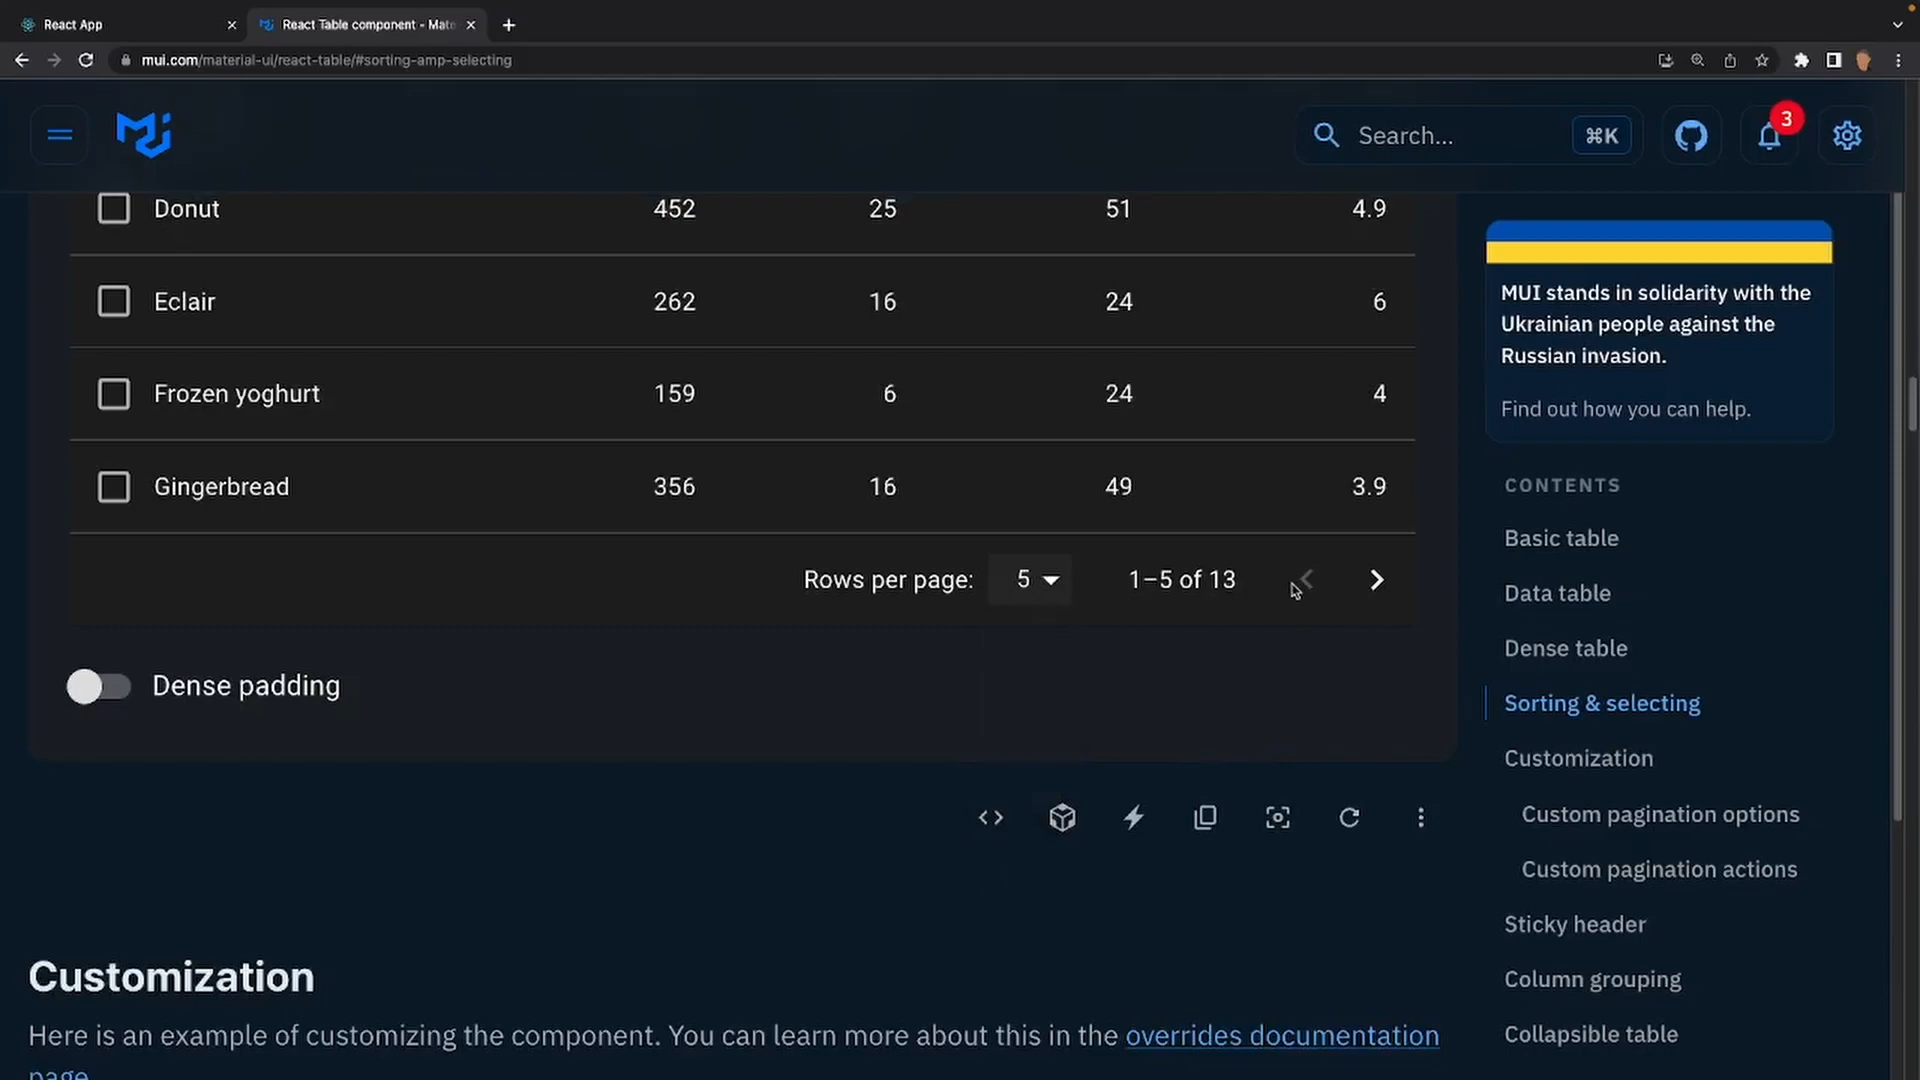 React App
React Table component - Mate
mui.com/material-ui/react-table/#sorting-amp-selecting
Search...
⌘K
3
Donut 452 25 51 4.9
Eclair 262 16 24 6
Frozen yoghurt 159 6 24 4
Gingerbread 356 16 49 3.9
Rows per page: 5 1–5 of 13
Dense padding
Customization
Here is an example of customizing the component. You can learn more about this in the overrides documentation
page.
MUI stands in solidarity with the
Ukrainian people against the
Russian invasion.
Find out how you can help.
CONTENTS
Basic table
Data table
Dense table
Sorting & selecting
Customization
Custom pagination options
Custom pagination actions
Sticky header
Column grouping
Collapsible table